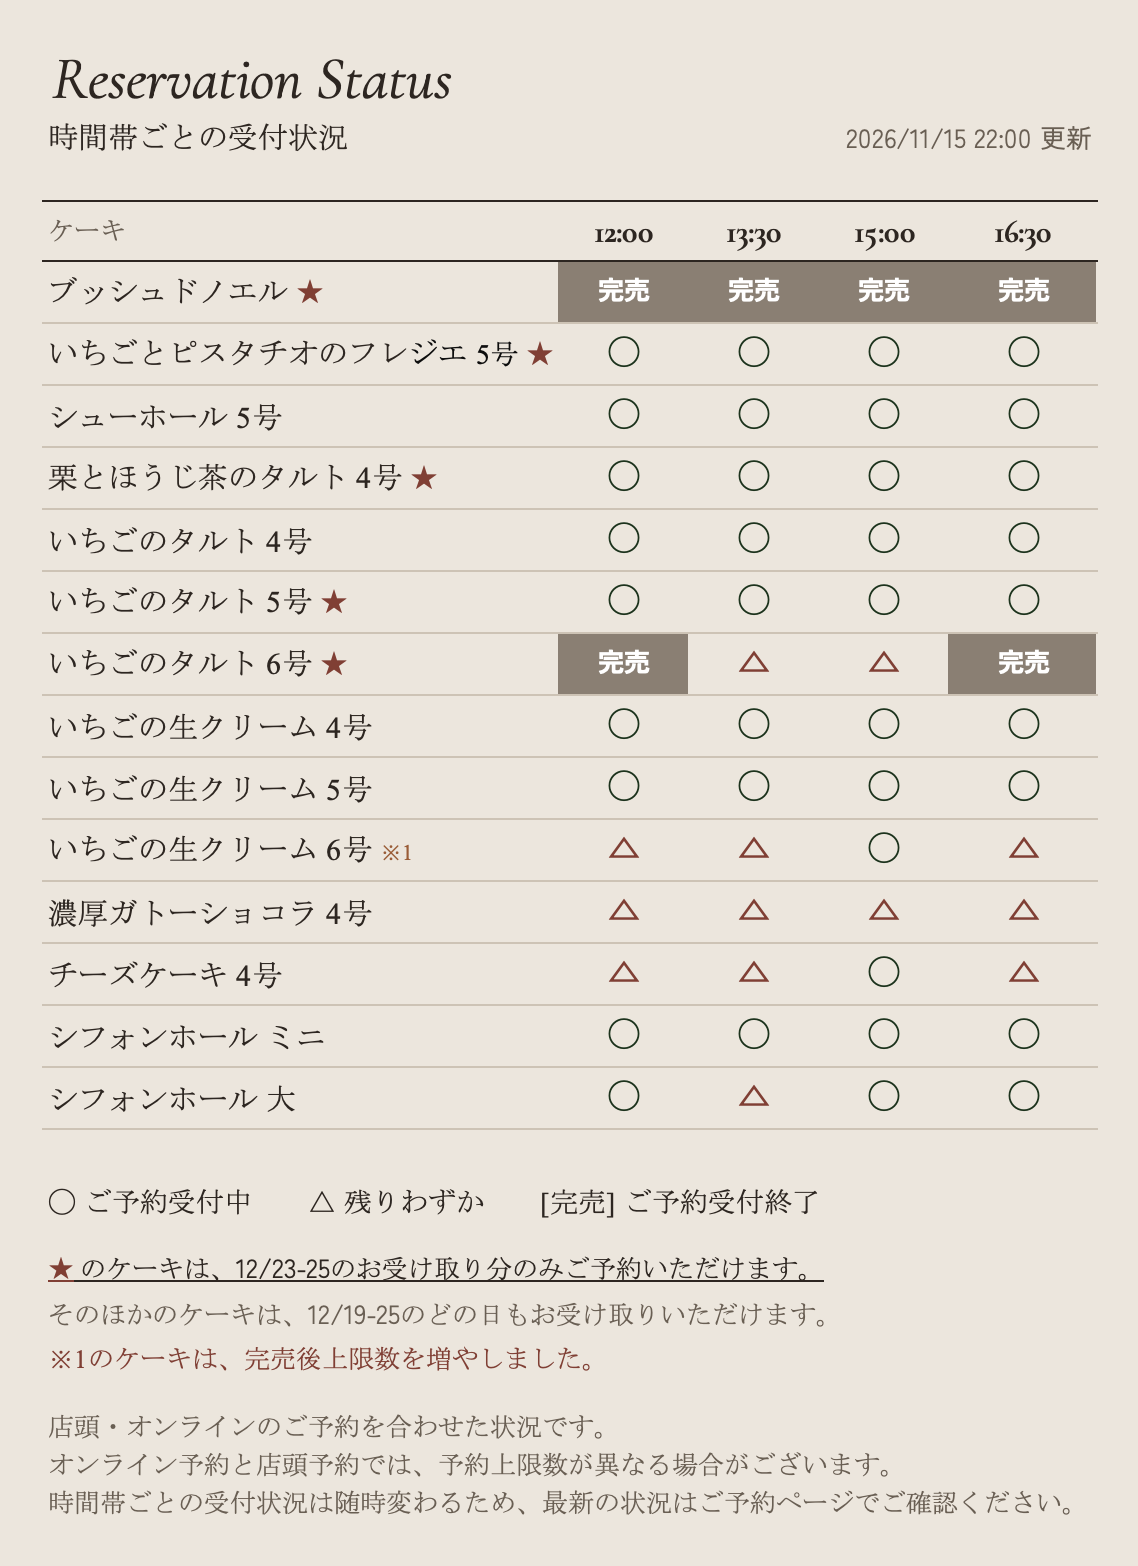 Reservation Status
時間帯ごとの受付状況
2026/11/15 22:00 更新
ケーキ 12:00 13:30 15:00 16:30
ブッシュドノエル ★ 完売 完売 完売 完売
いちごとピスタチオのフレジエ 5号 ★ ○ ○ ○ ○
シューホール 5号 ○ ○ ○ ○
栗とほうじ茶のタルト 4号 ★ ○ ○ ○ ○
いちごのタルト 4号 ○ ○ ○ ○
いちごのタルト 5号 ★ ○ ○ ○ ○
いちごのタルト 6号 ★ 完売 △ △ 完売
いちごの生クリーム 4号 ○ ○ ○ ○
いちごの生クリーム 5号 ○ ○ ○ ○
いちごの生クリーム 6号 ※1 △ △ ○ △
濃厚ガトーショコラ 4号 △ △ △ △
チーズケーキ 4号 △ △ ○ △
シフォンホール ミニ ○ ○ ○ ○
シフォンホール 大 ○ △ ○ ○
○ ご予約受付中 △ 残りわずか [完売] ご予約受付終了
★ のケーキは、12/23-25のお受け取り分のみご予約いただけます。
そのほかのケーキは、12/19-25のどの日もお受け取りいただけます。
※1のケーキは、完売後上限数を増やしました。
店頭・オンラインのご予約を合わせた状況です。
オンライン予約と店頭予約では、予約上限数が異なる場合がございます。
時間帯ごとの受付状況は随時変わるため、最新の状況はご予約ページでご確認ください。